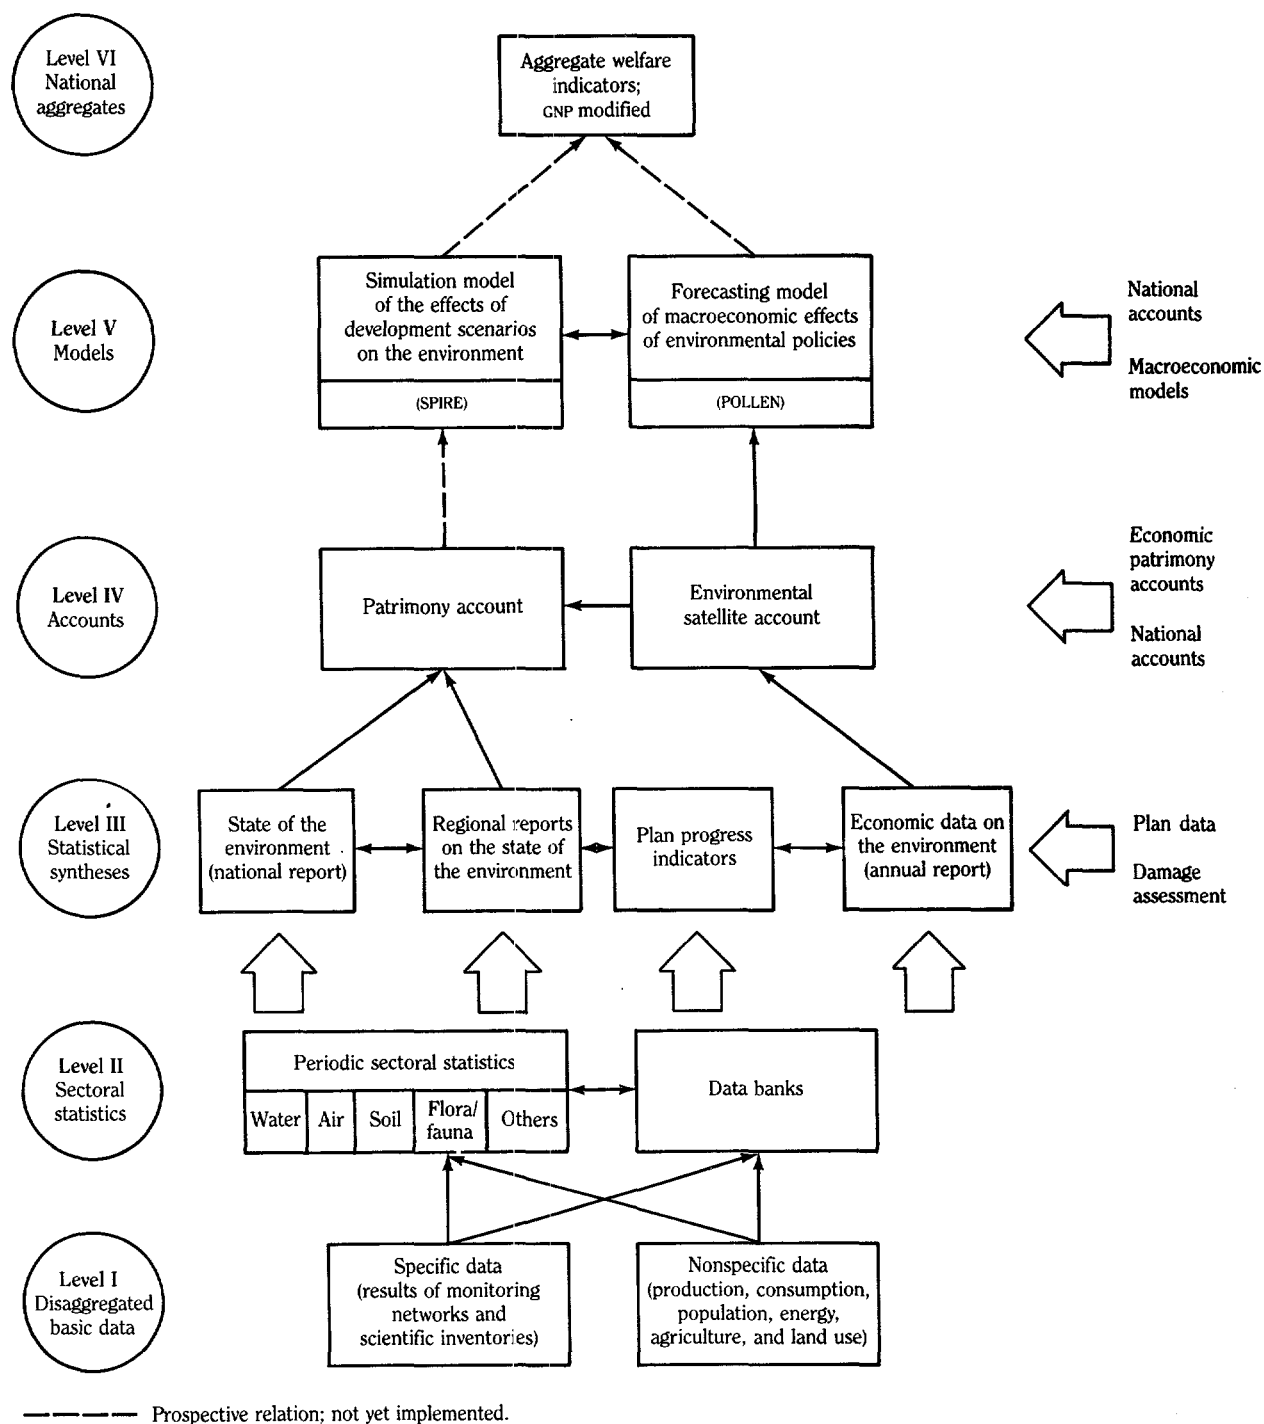 Level VI
National
aggregates
Aggregate welfare
indicators;
GNP modified
Level V
Models
Simulation model
of the effects of
development scenarios
on the environment
(SPIRE)
Forecasting model
of macroeconomic effects
of environmental policies
(POLLEN)
National
accounts
Macroeconomic
models
Level IV
Accounts
Patrimony account
Environmental
satellite account
Economic
patrimony
accounts
National
accounts
Level III
Statistical
syntheses
State of the
environment
(national report)
Regional reports
on the state of
the environment
Plan progress
indicators
Economic data on
the environment
(annual report)
Plan data
Damage
assessment
Level II
Sectoral
statistics
Periodic sectoral statistics
Water
Air
Soil
Flora/
fauna
Others
Data banks
Level I
Disaggregated
basic data
Specific data
(results of monitoring
networks and
scientific inventories)
Nonspecific data
(production, consumption,
population, energy,
agriculture, and land use)
Prospective relation; not yet implemented.